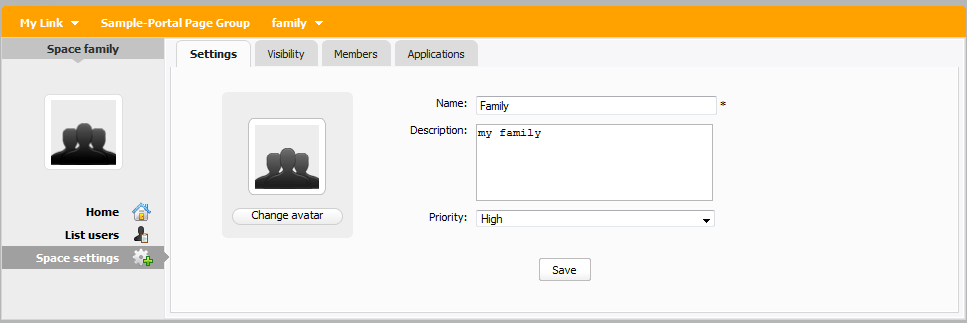 My Link Sample-Portal Page Group family
Space family
Settings Visibility Members Applications
Name: Family *
Description: my family
Change avatar
Priority: High
Home
List users
Space settings
Save